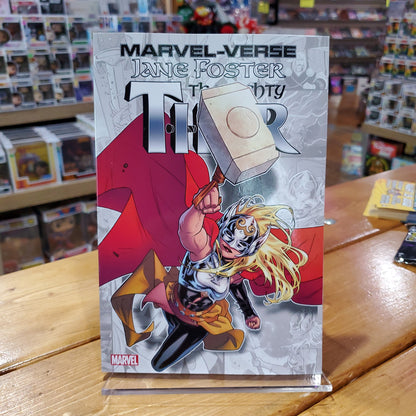 MARVEL-VERSE
JANE FOSTER
The Mighty
THOR
MARVEL